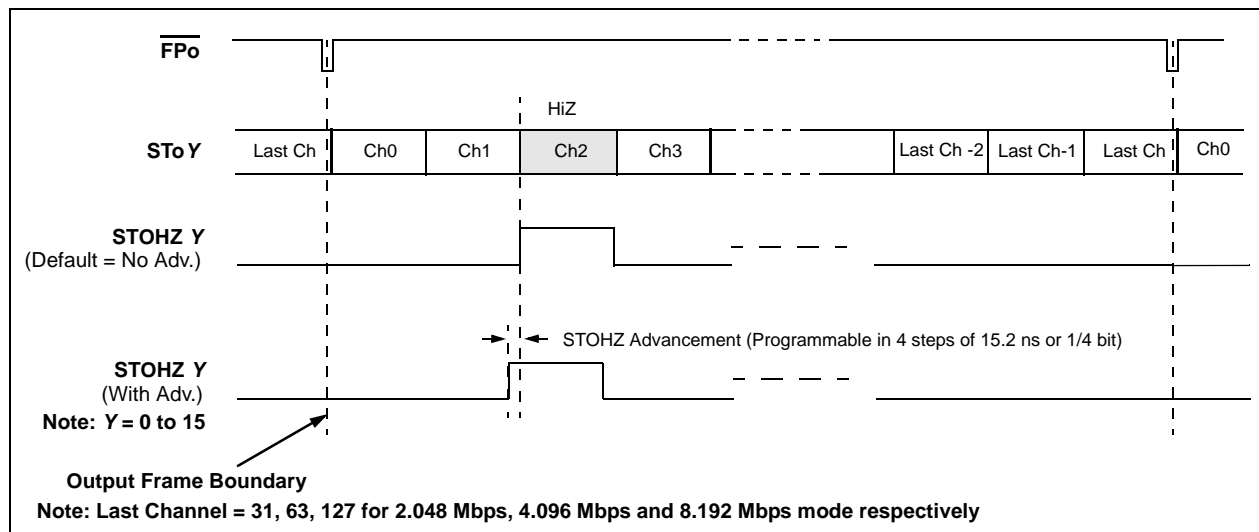 FPo
HiZ
STo Y
Last Ch
Ch0
Ch1
Ch2
Ch3
Last Ch -2
Last Ch-1
Last Ch
Ch0
STOHZ Y
(Default = No Adv.)
STOHZ Advancement (Programmable in 4 steps of 15.2 ns or 1/4 bit)
STOHZ Y
(With Adv.)
Note: Y = 0 to 15
Output Frame Boundary
Note: Last Channel = 31, 63, 127 for 2.048 Mbps, 4.096 Mbps and 8.192 Mbps mode respectively